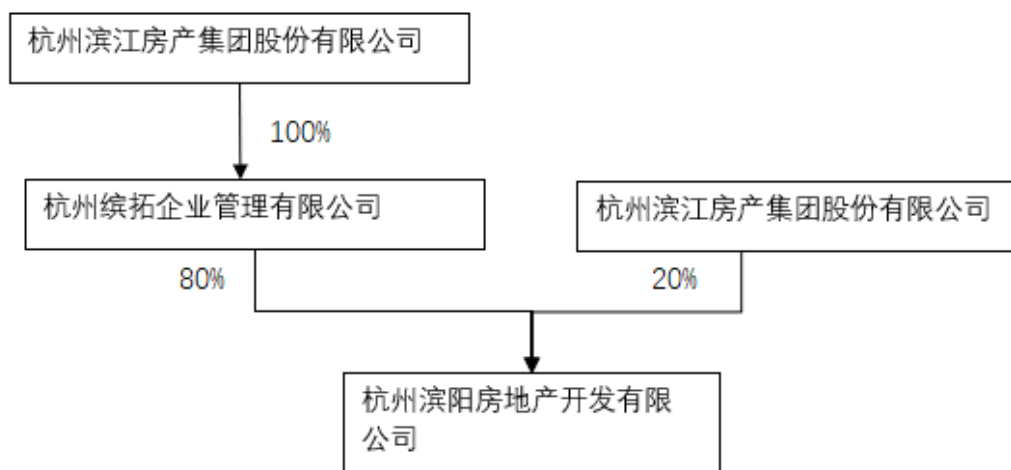 杭州滨江房产集团股份有限公司
100%
杭州缤拓企业管理有限公司
杭州滨江房产集团股份有限公司
80%
20%
杭州滨阳房地产开发有限
公司